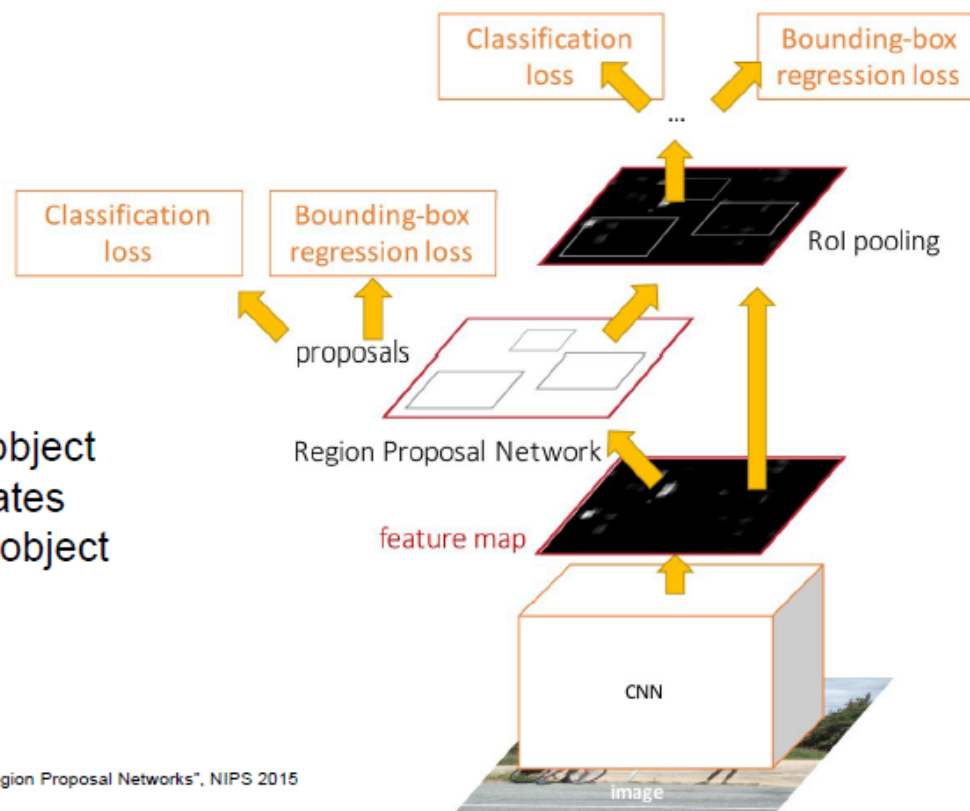 Classification
loss
Bounding-box
regression loss
...
Classification
loss
Bounding-box
regression loss
RoI pooling
proposals
Region Proposal Network
object
ates
object
feature map
CNN
gion Proposal Networks", NIPS 2015
image